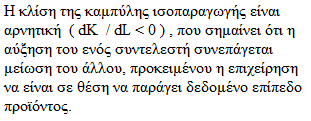 Η κλίση της καμπύλης ισοπαραγωγής είναι
αρνητική ( dK / dL < 0 ) , που σημαίνει ότι η
αύξηση του ενός συντελεστή συνεπάγεται
μείωση του άλλου, προκειμένου η επιχείρηση
να είναι σε θέση να παράγει δεδομένο επίπεδο
προϊόντος.